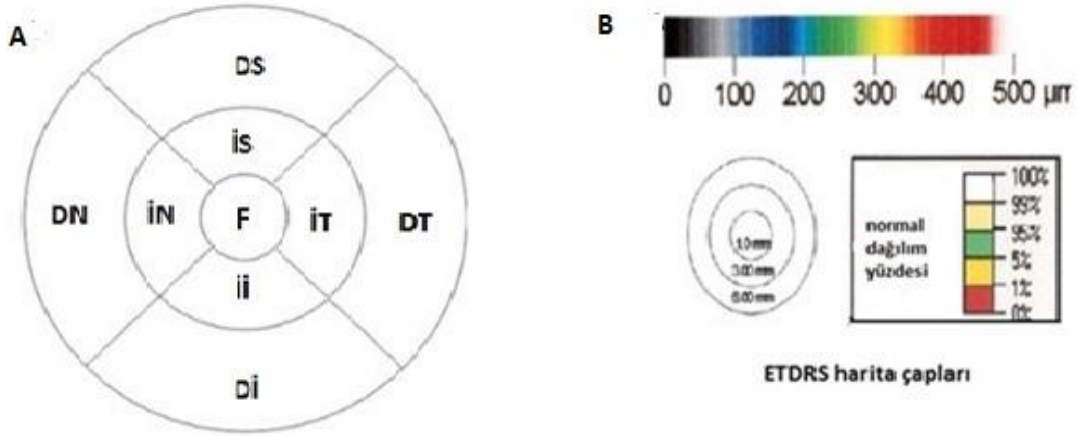 A
DS
İS
DN
İN
F
İT
DT
İİ
Dİ
B
0 100 200 300 400 500 µm
1.0 mm
3.00 mm
6.00 mm
normal
dağılım
yüzdesi
100%
99%
95%
5%
1%
0%
ETDRS harita çapları